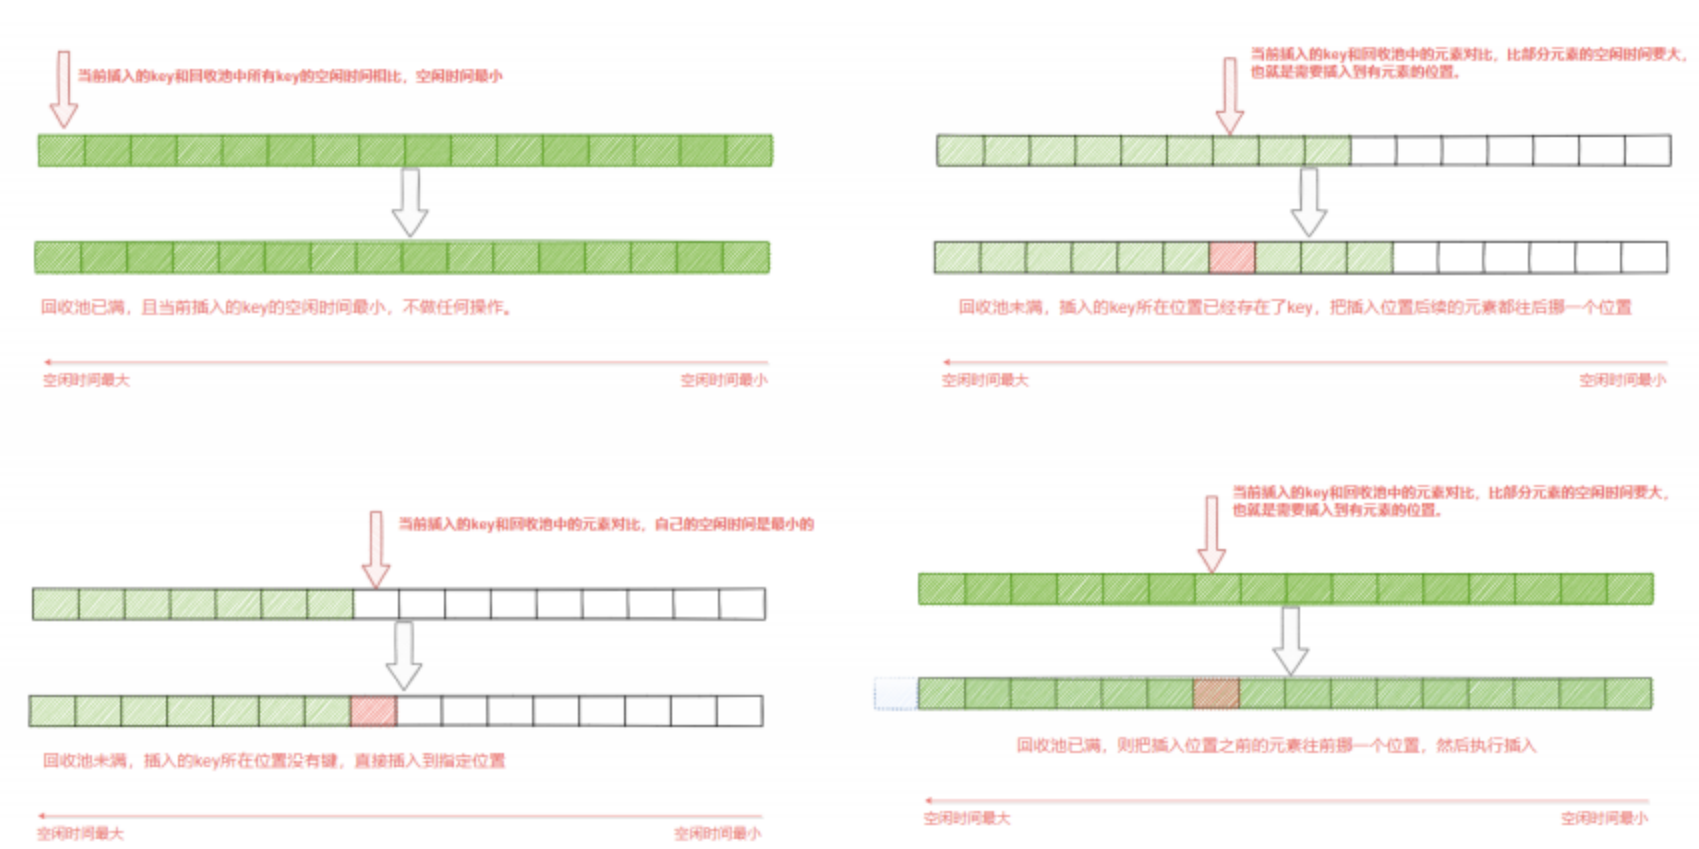 当前插入的key和回收池中所有key的空闲时间相比，空闲时间最小
回收池已满，且当前插入的key的空闲时间最小，不做任何操作。
空闲时间最大
空闲时间最小
当前插入的key和回收池中的元素对比，比部分元素的空闲时间要大，
也就是需要插入到有元素的位置。
回收池未满，插入的key所在位置已经存在了key，把插入位置后续的元素都往后挪一个位置
空闲时间最大
空闲时间最小
当前插入的key和回收池中的元素对比，自己的空闲时间是最小的
回收池未满，插入的key所在位置没有键，直接插入到指定位置
空闲时间最大
空闲时间最小
当前插入的key和回收池中的元素对比，比部分元素的空闲时间要大，
也就是需要插入到有元素的位置。
回收池已满，则把插入位置之前的元素往前挪一个位置，然后执行插入
空闲时间最大
空闲时间最小